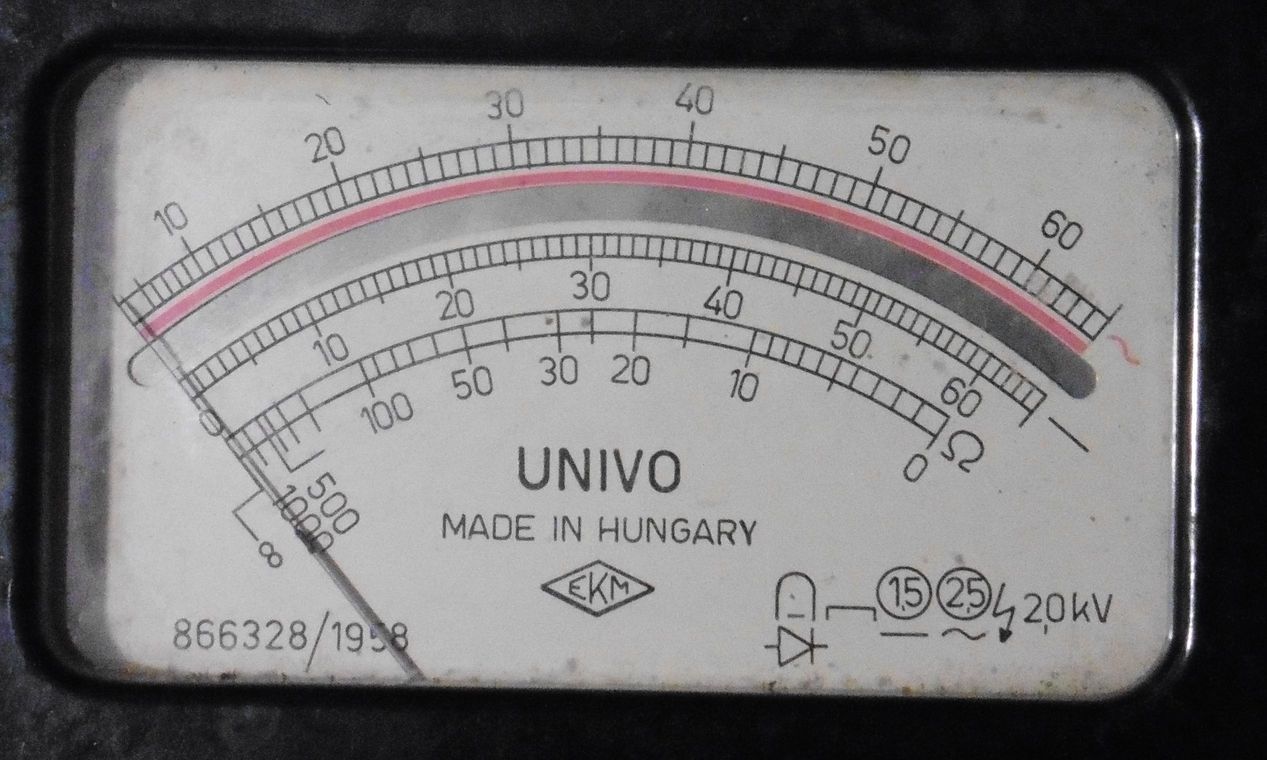 10 20 30 40 50 60 ~
0 10 20 30 40 50 60 —
∞ 1000 500 100 50 30 20 10 0 Ω
UNIVO
MADE IN HUNGARY
EKM
866328/1958
1,5 2,5 2,0kV